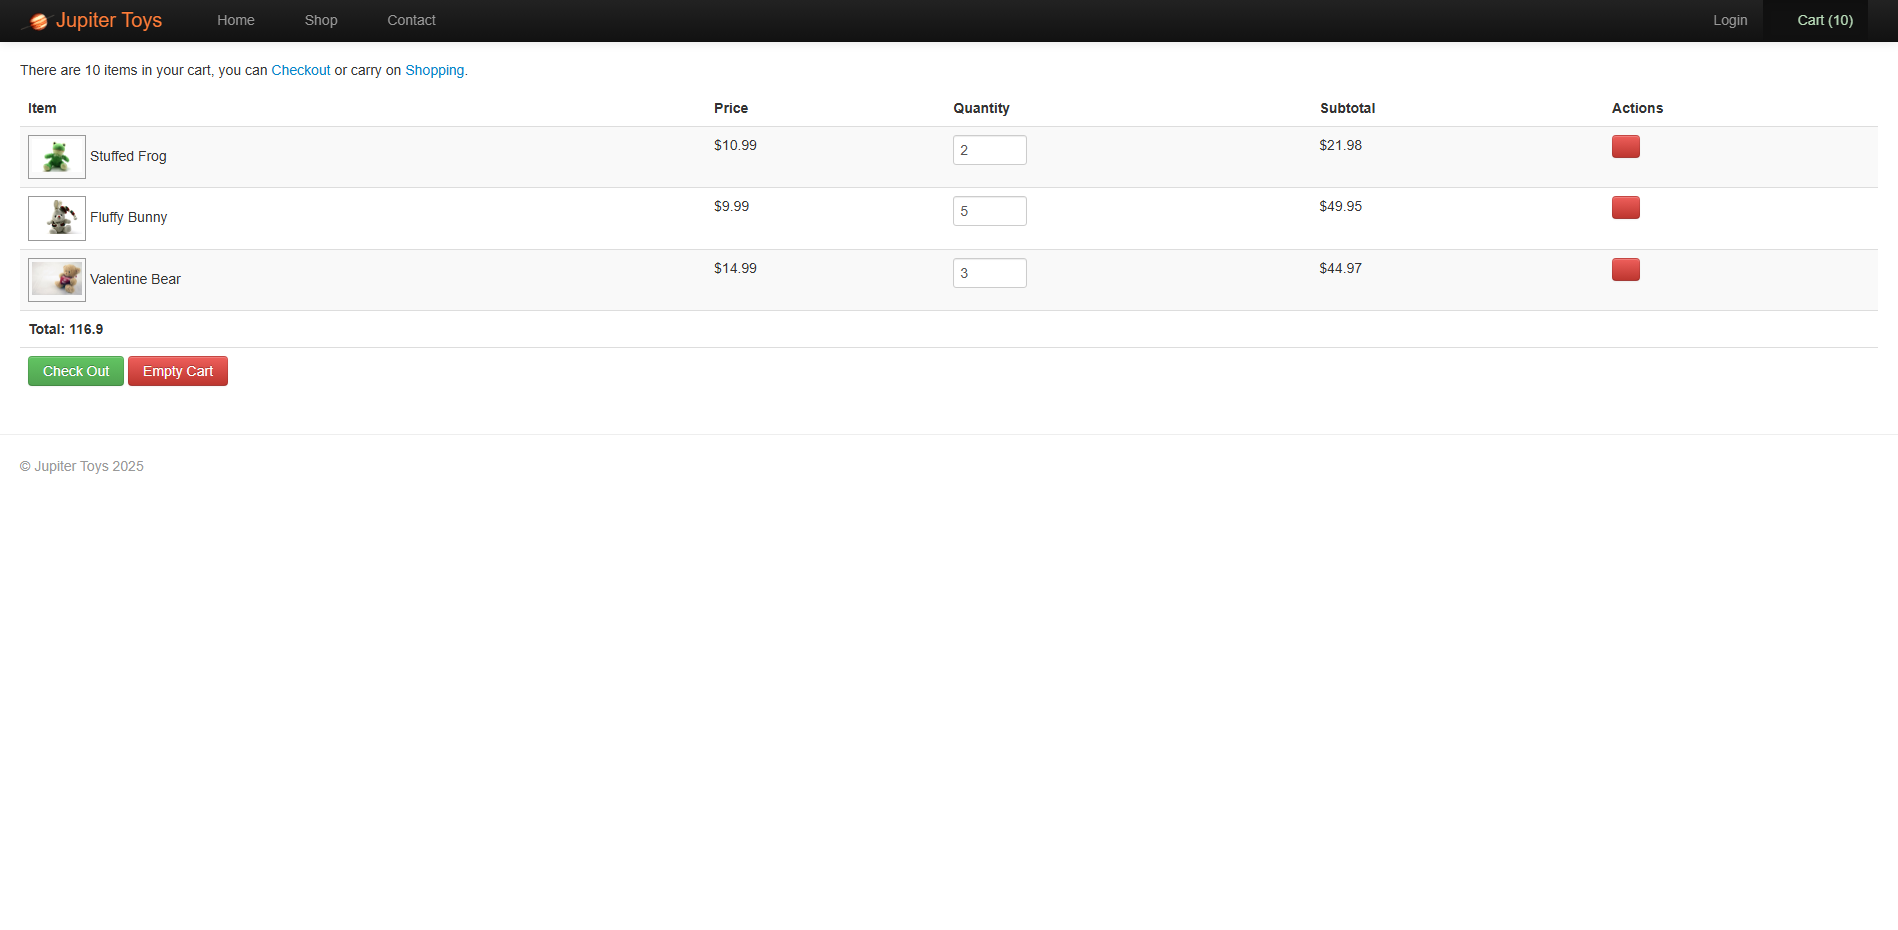 Jupiter Toys Home Shop Contact Login Cart (10)
There are 10 items in your cart, you can Checkout or carry on Shopping.
Item Price Quantity Subtotal Actions
Stuffed Frog $10.99 2 $21.98
Fluffy Bunny $9.99 5 $49.95
Valentine Bear $14.99 3 $44.97
Total: 116.9
Check Out Empty Cart
© Jupiter Toys 2025